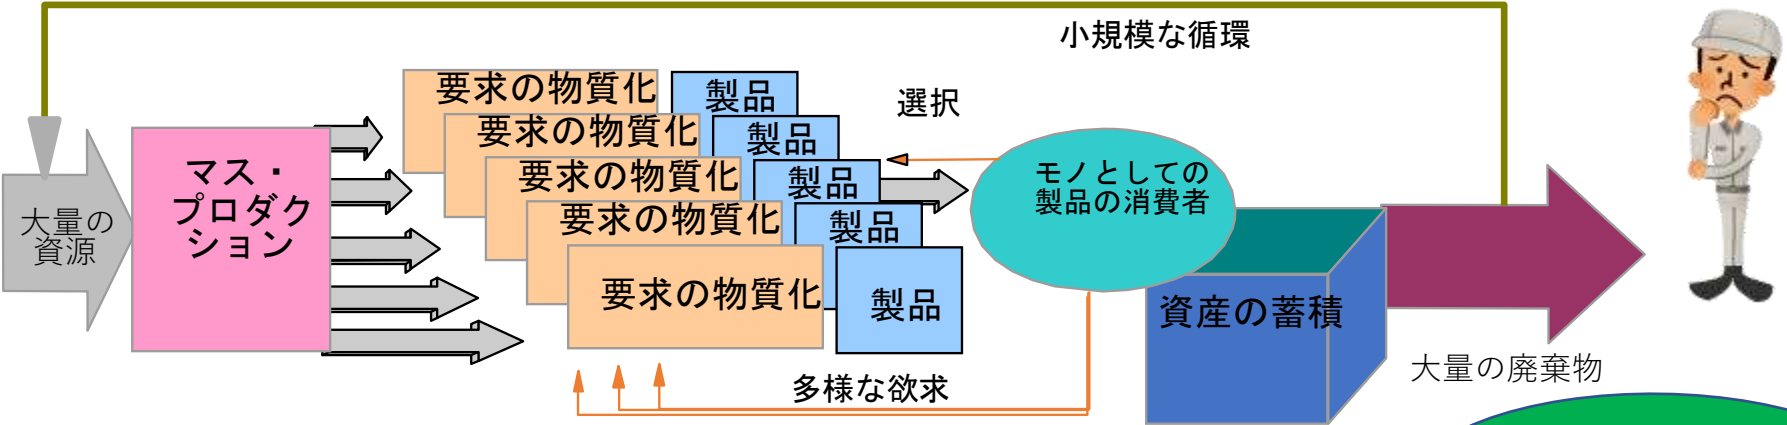 小規模な循環
要求の物質化
製品
選択
要求の物質化
製品
マス・
プロダク
ション
要求の物質化
製品
モノとしての
製品の消費者
大量の
資源
要求の物質化
製品
要求の物質化
製品
資産の蓄積
多様な欲求
大量の廃棄物